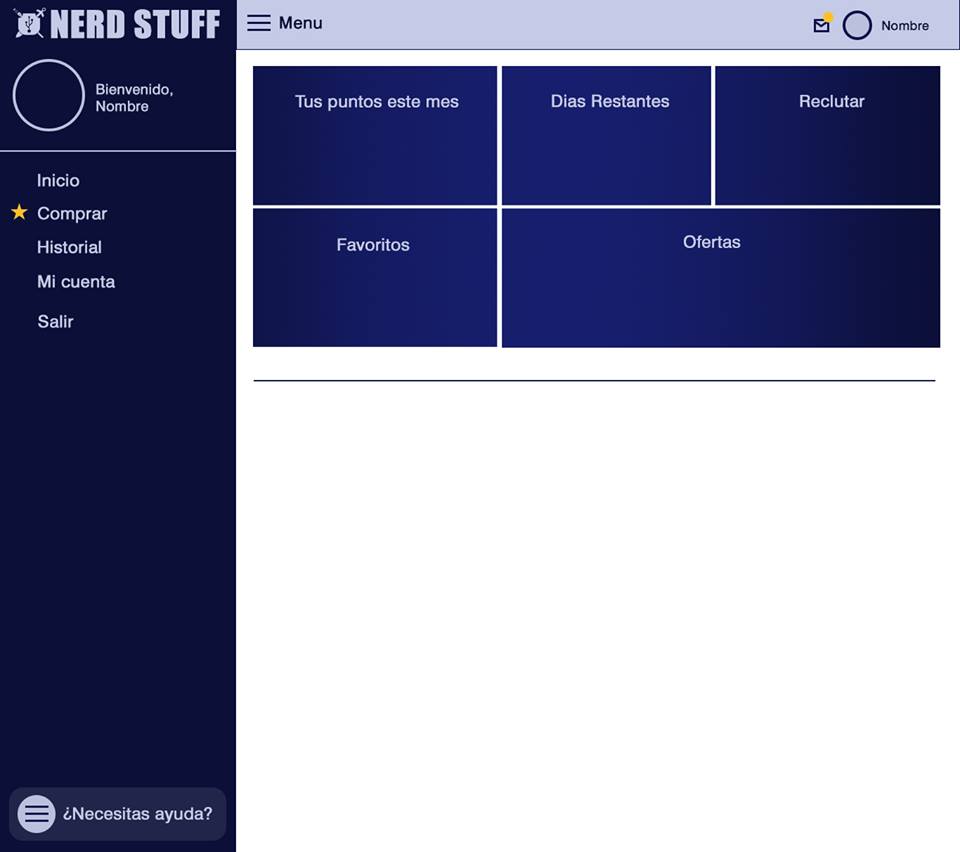 NERD STUFF
Menu
Nombre
Bienvenido,
Nombre
Inicio
Comprar
Historial
Mi cuenta
Salir
¿Necesitas ayuda?
Tus puntos este mes
Dias Restantes
Reclutar
Favoritos
Ofertas